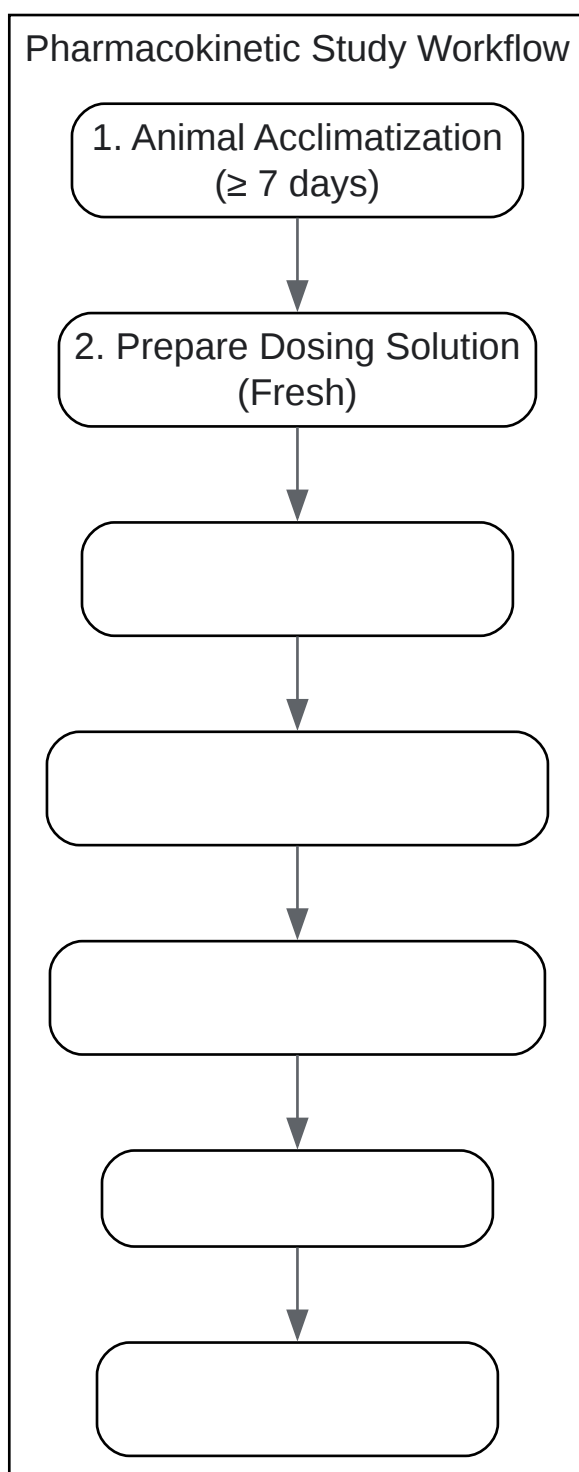 Pharmacokinetic Study Workflow
1. Animal Acclimatization
(≥ 7 days)
2. Prepare Dosing Solution
(Fresh)